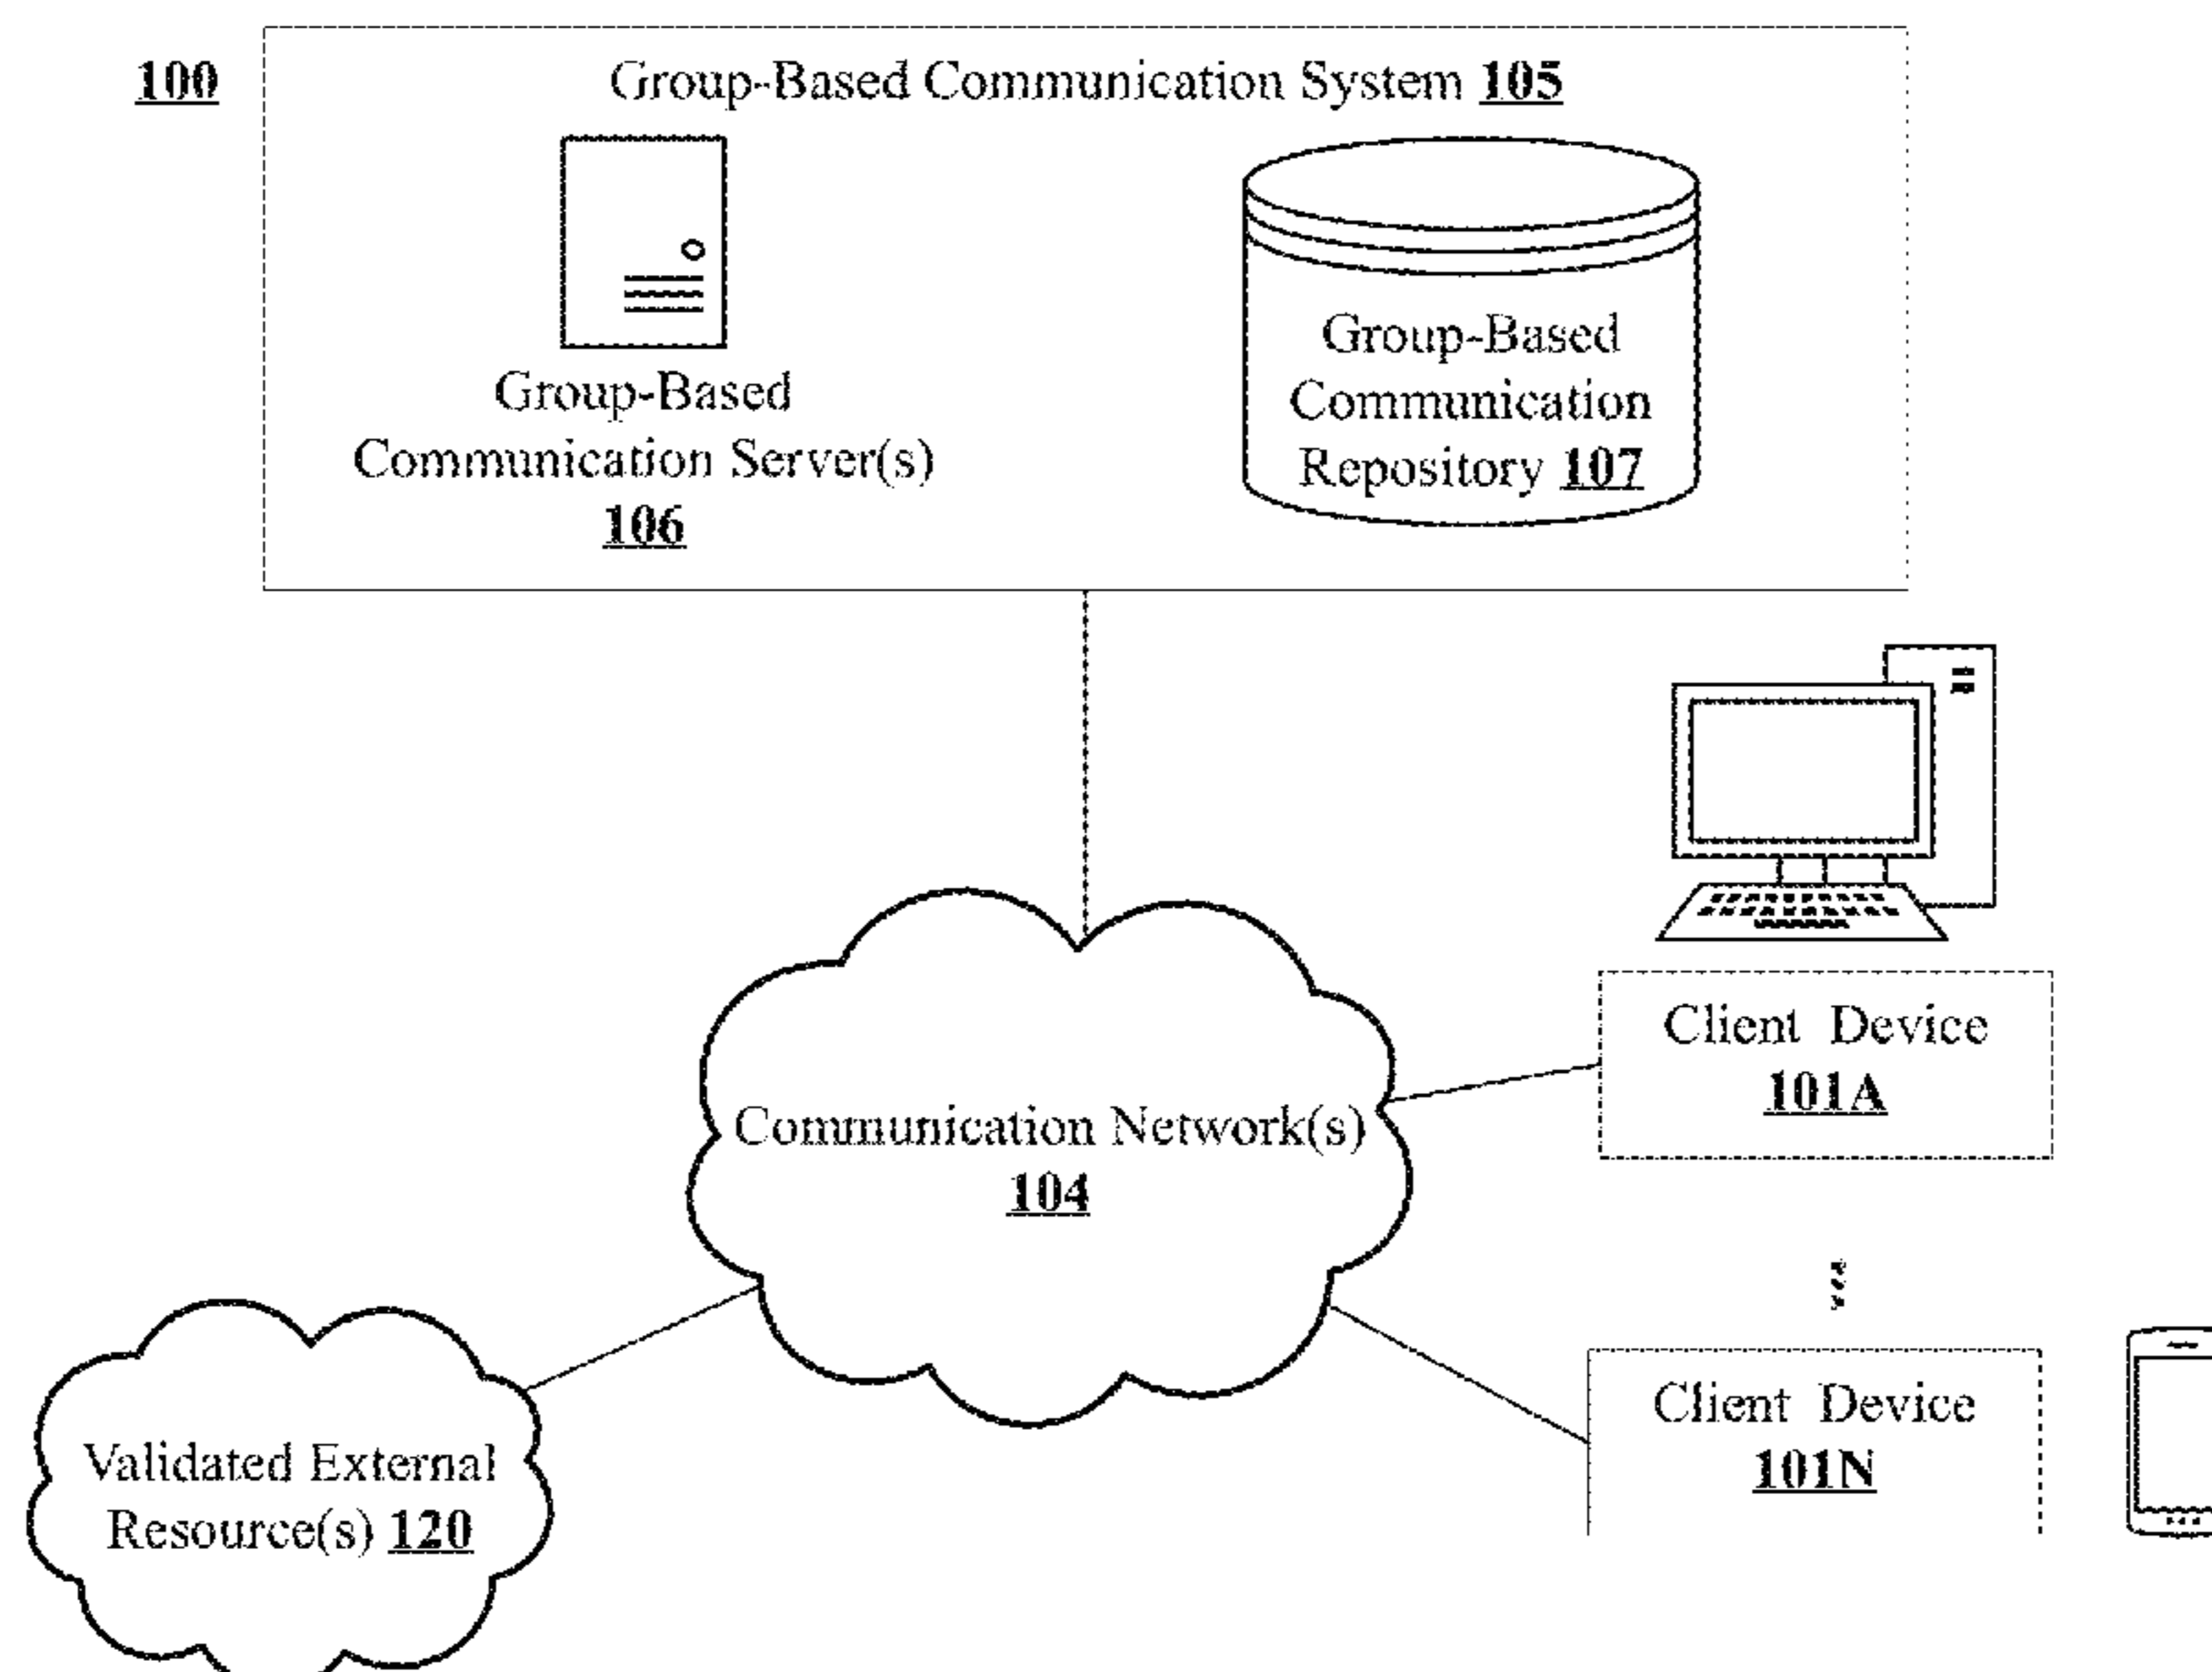 100
Group-Based Communication System 105
Group-Based
Communication Server(s)
106
Group-Based
Communication
Repository 107
Client Device
101A
Communication Network(s)
104
Client Device
101N
Validated External
Resource(s) 120